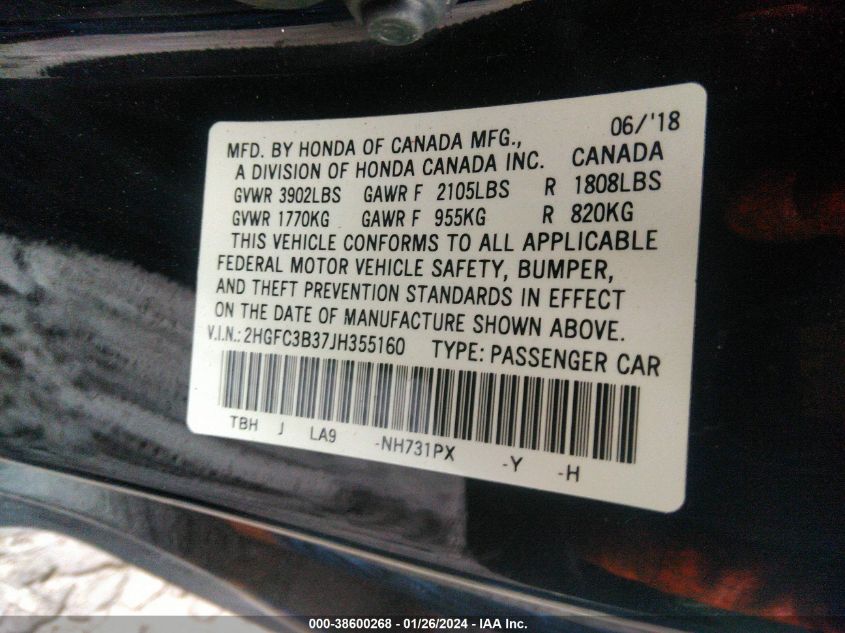 06/'18
MFD. BY HONDA OF CANADA MFG.,
A DIVISION OF HONDA CANADA INC. CANADA
GVWR 3902LBS GAWR F 2105LBS R 1808LBS
GVWR 1770KG GAWR F 955KG R 820KG
THIS VEHICLE CONFORMS TO ALL APPLICABLE
FEDERAL MOTOR VEHICLE SAFETY, BUMPER,
AND THEFT PREVENTION STANDARDS IN EFFECT
ON THE DATE OF MANUFACTURE SHOWN ABOVE.
V.I.N.: 2HGFC3B37JH355160 TYPE: PASSENGER CAR
TBH J LA9 -NH731PX -Y -H
000-38600268 - 01/26/2024 - IAA Inc.